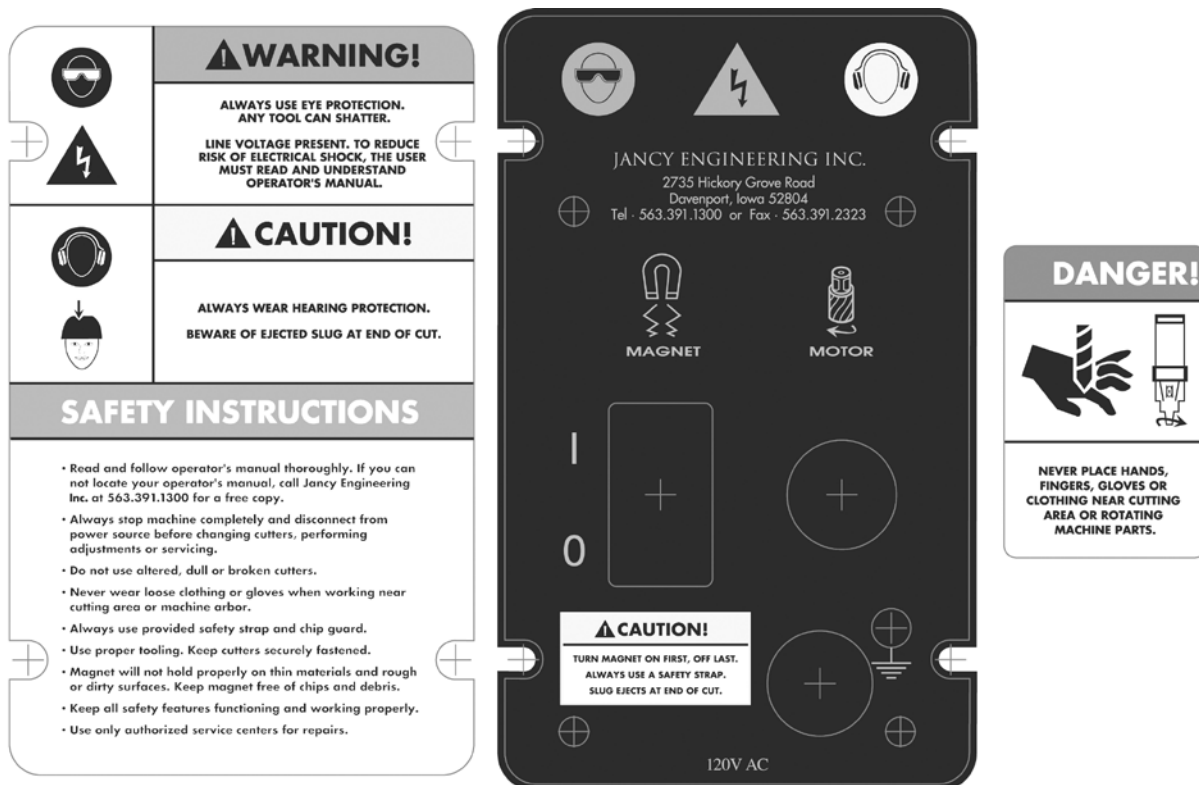 WARNING!
ALWAYS USE EYE PROTECTION.
ANY TOOL CAN SHATTER.
LINE VOLTAGE PRESENT. TO REDUCE
RISK OF ELECTRICAL SHOCK, THE USER
MUST READ AND UNDERSTAND
OPERATOR'S MANUAL.
CAUTION!
ALWAYS WEAR HEARING PROTECTION.
BEWARE OF EJECTED SLUG AT END OF CUT.
SAFETY INSTRUCTIONS
• Read and follow operator's manual thoroughly. If you can
not locate your operator's manual, call Jancy Engineering
Inc. at 563.391.1300 for a free copy.
• Always stop machine completely and disconnect from
power source before changing cutters, performing
adjustments or servicing.
• Do not use altered, dull or broken cutters.
• Never wear loose clothing or gloves when working near
cutting area or machine arbor.
• Always use provided safety strap and chip guard.
• Use proper tooling. Keep cutters securely fastened.
• Magnet will not hold properly on thin materials and rough
or dirty surfaces. Keep magnet free of chips and debris.
• Keep all safety features functioning and working properly.
• Use only authorized service centers for repairs.
JANCY ENGINEERING INC.
2735 Hickory Grove Road
Davenport, Iowa 52804
Tel · 563.391.1300 or Fax · 563.391.2323
MAGNET
MOTOR
I
0
CAUTION!
TURN MAGNET ON FIRST, OFF LAST.
ALWAYS USE A SAFETY STRAP.
SLUG EJECTS AT END OF CUT.
120V AC
DANGER!
NEVER PLACE HANDS,
FINGERS, GLOVES OR
CLOTHING NEAR CUTTING
AREA OR ROTATING
MACHINE PARTS.